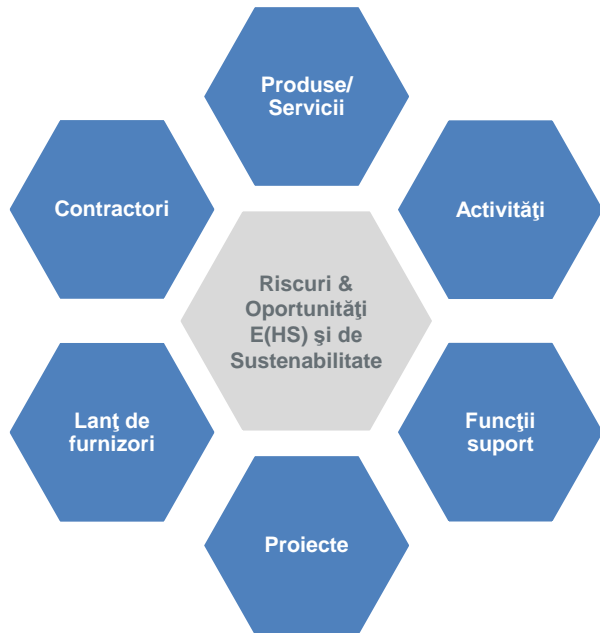 Produse/
Servicii
Contractori
Activităţi
Riscuri &
Oportunităţi
E(HS) şi de
Sustenabilitate
Lanţ de
furnizori
Funcţii
suport
Proiecte